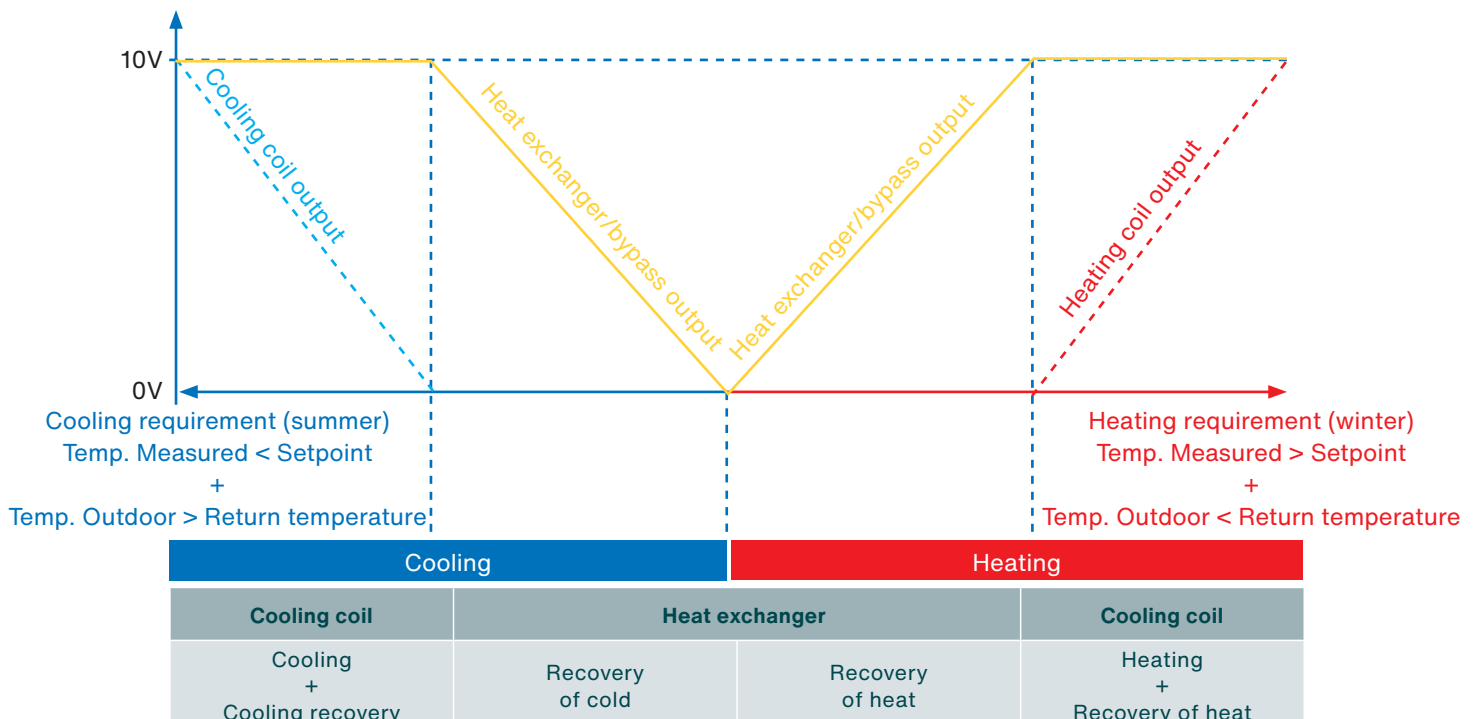 10V
Cooling coil output
Heat exchanger/bypass output
Heat exchanger/bypass output
Heating coil output
0V
Cooling requirement (summer)
Temp. Measured < Setpoint
+
Temp. Outdoor > Return temperature
Heating requirement (winter)
Temp. Measured > Setpoint
+
Temp. Outdoor < Return temperature
Cooling
Heating
Cooling coil
Heat exchanger
Cooling coil
Cooling
+
Cooling recovery
Recovery
of cold
Recovery
of heat
Heating
+
Recovery of heat